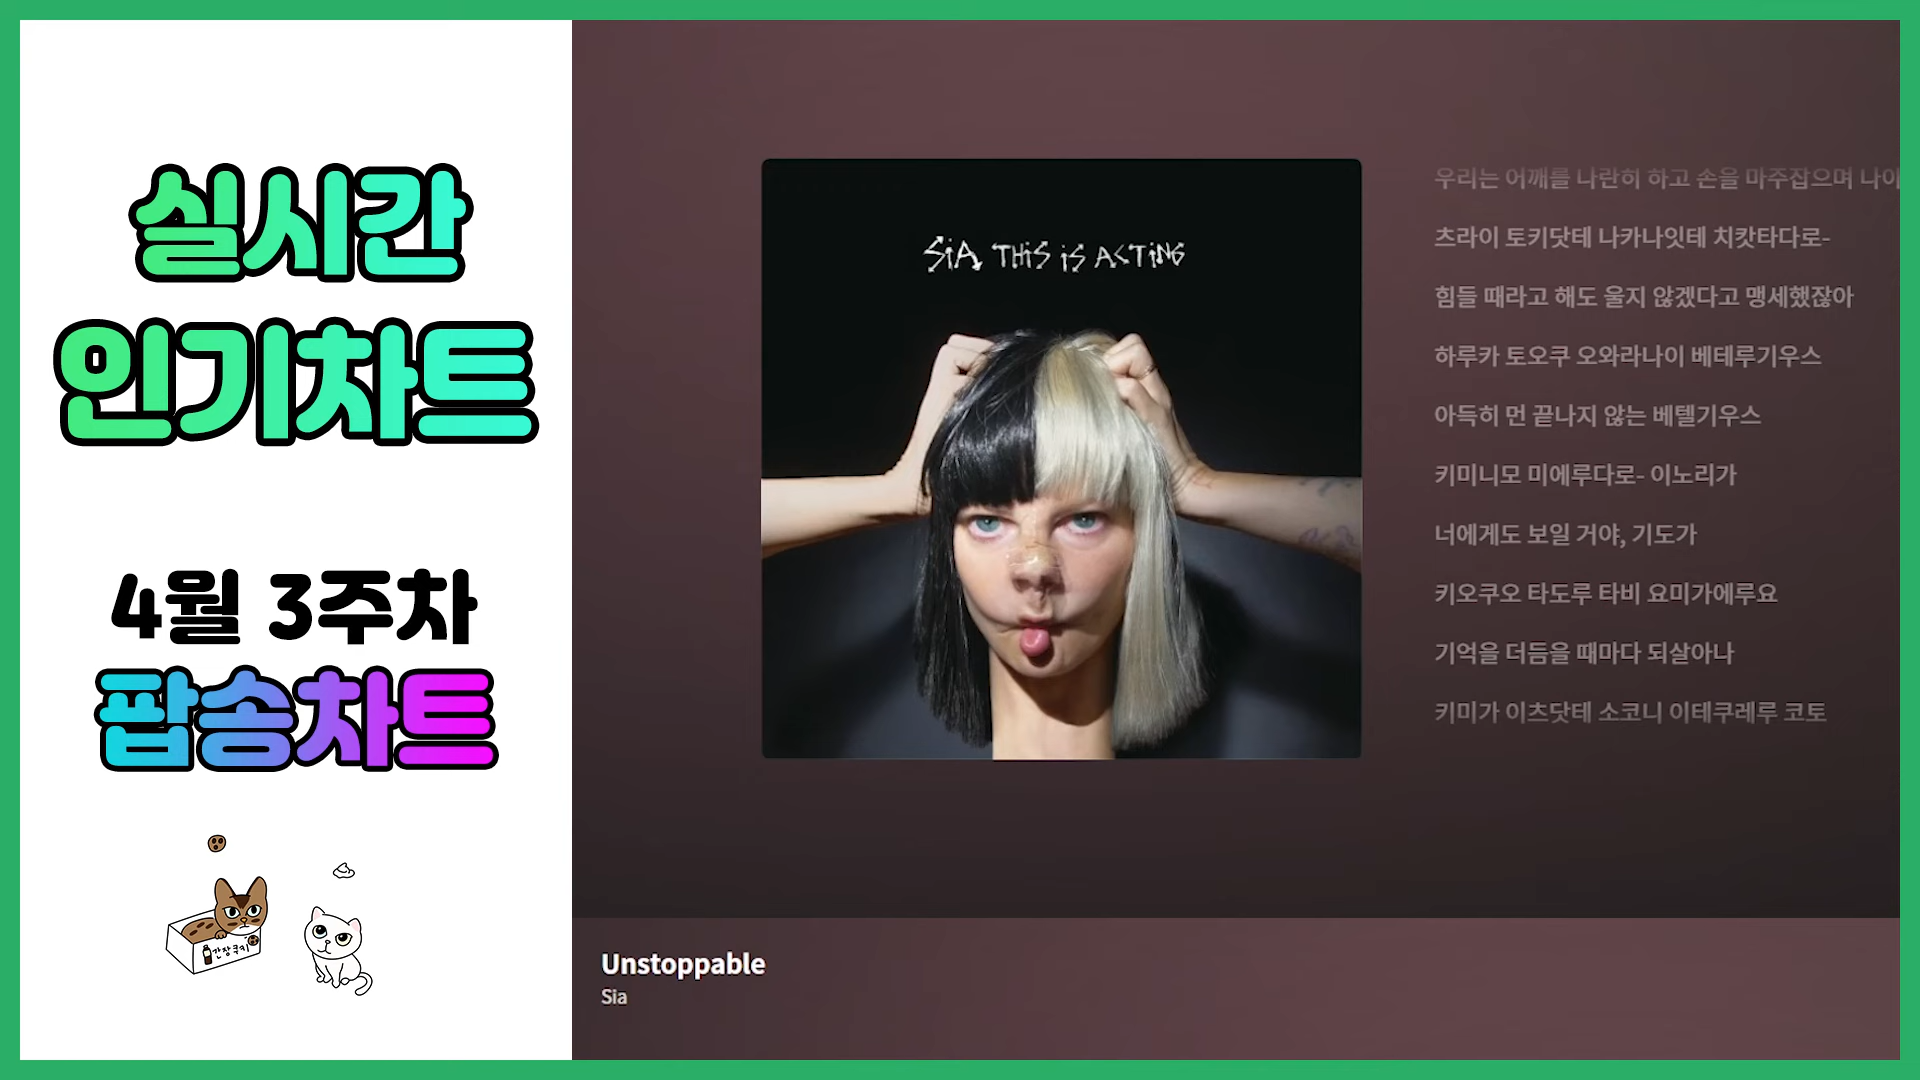 실시간
인기차트
4월 3주차
팝송차트
간장쿡키
SiA THiS iS ACTiNG
우리는 어깨를 나란히 하고 손을 마주잡으며 나아
츠라이 토키닷테 나카나잇테 치캇타다로-
힘들 때라고 해도 울지 않겠다고 맹세했잖아
하루카 토오쿠 오와라나이 베테루기우스
아득히 먼 끝나지 않는 베텔기우스
키미니모 미에루다로- 이노리가
너에게도 보일 거야, 기도가
키오쿠오 타도루 타비 요미가에루요
기억을 더듬을 때마다 되살아나
키미가 이츠닷테 소코니 이테쿠레루 코토
Unstoppable
Sia